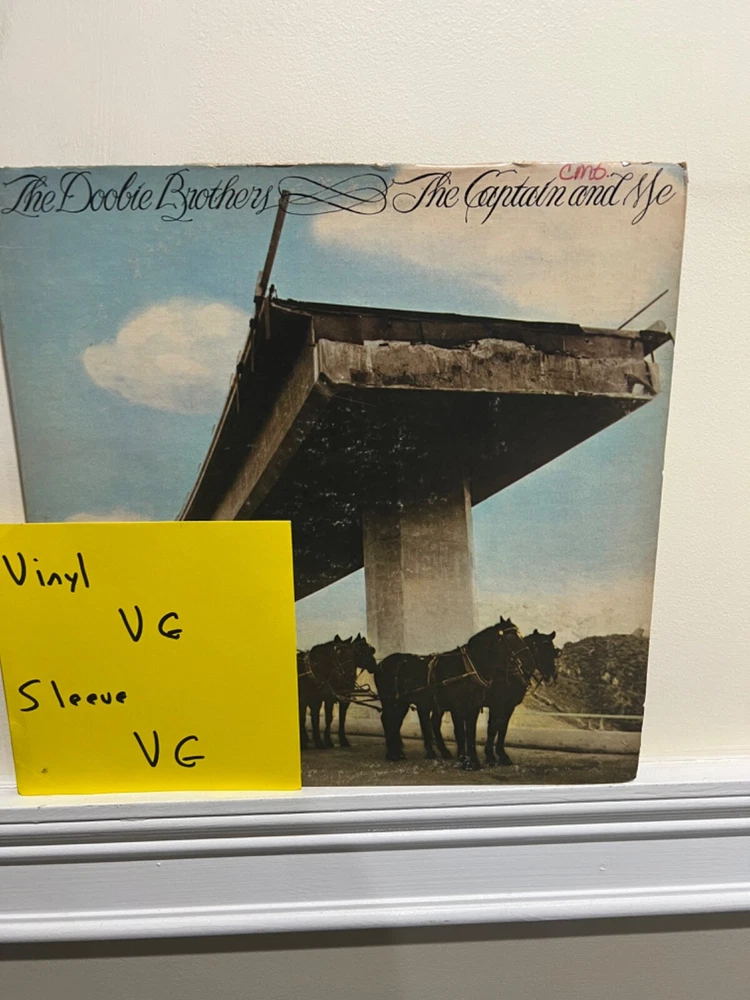 cmb.
The Doobie Brothers The Captain and Me
Vinyl
VG
Sleeve
VG